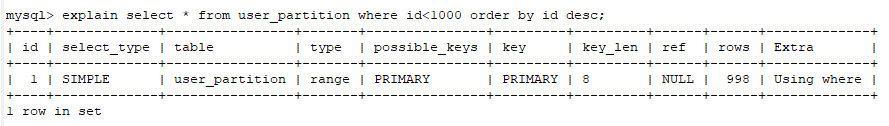 mysql> explain select * from user_partition where id<1000 order by id desc;
+----+-------------+----------------+-------+---------------+---------+---------+------+------+-------------+
| id | select_type | table          | type  | possible_keys | key     | key_len | ref  | rows | Extra       |
+----+-------------+----------------+-------+---------------+---------+---------+------+------+-------------+
|  1 | SIMPLE      | user_partition | range | PRIMARY       | PRIMARY | 8       | NULL |  998 | Using where |
+----+-------------+----------------+-------+---------------+---------+---------+------+------+-------------+
1 row in set